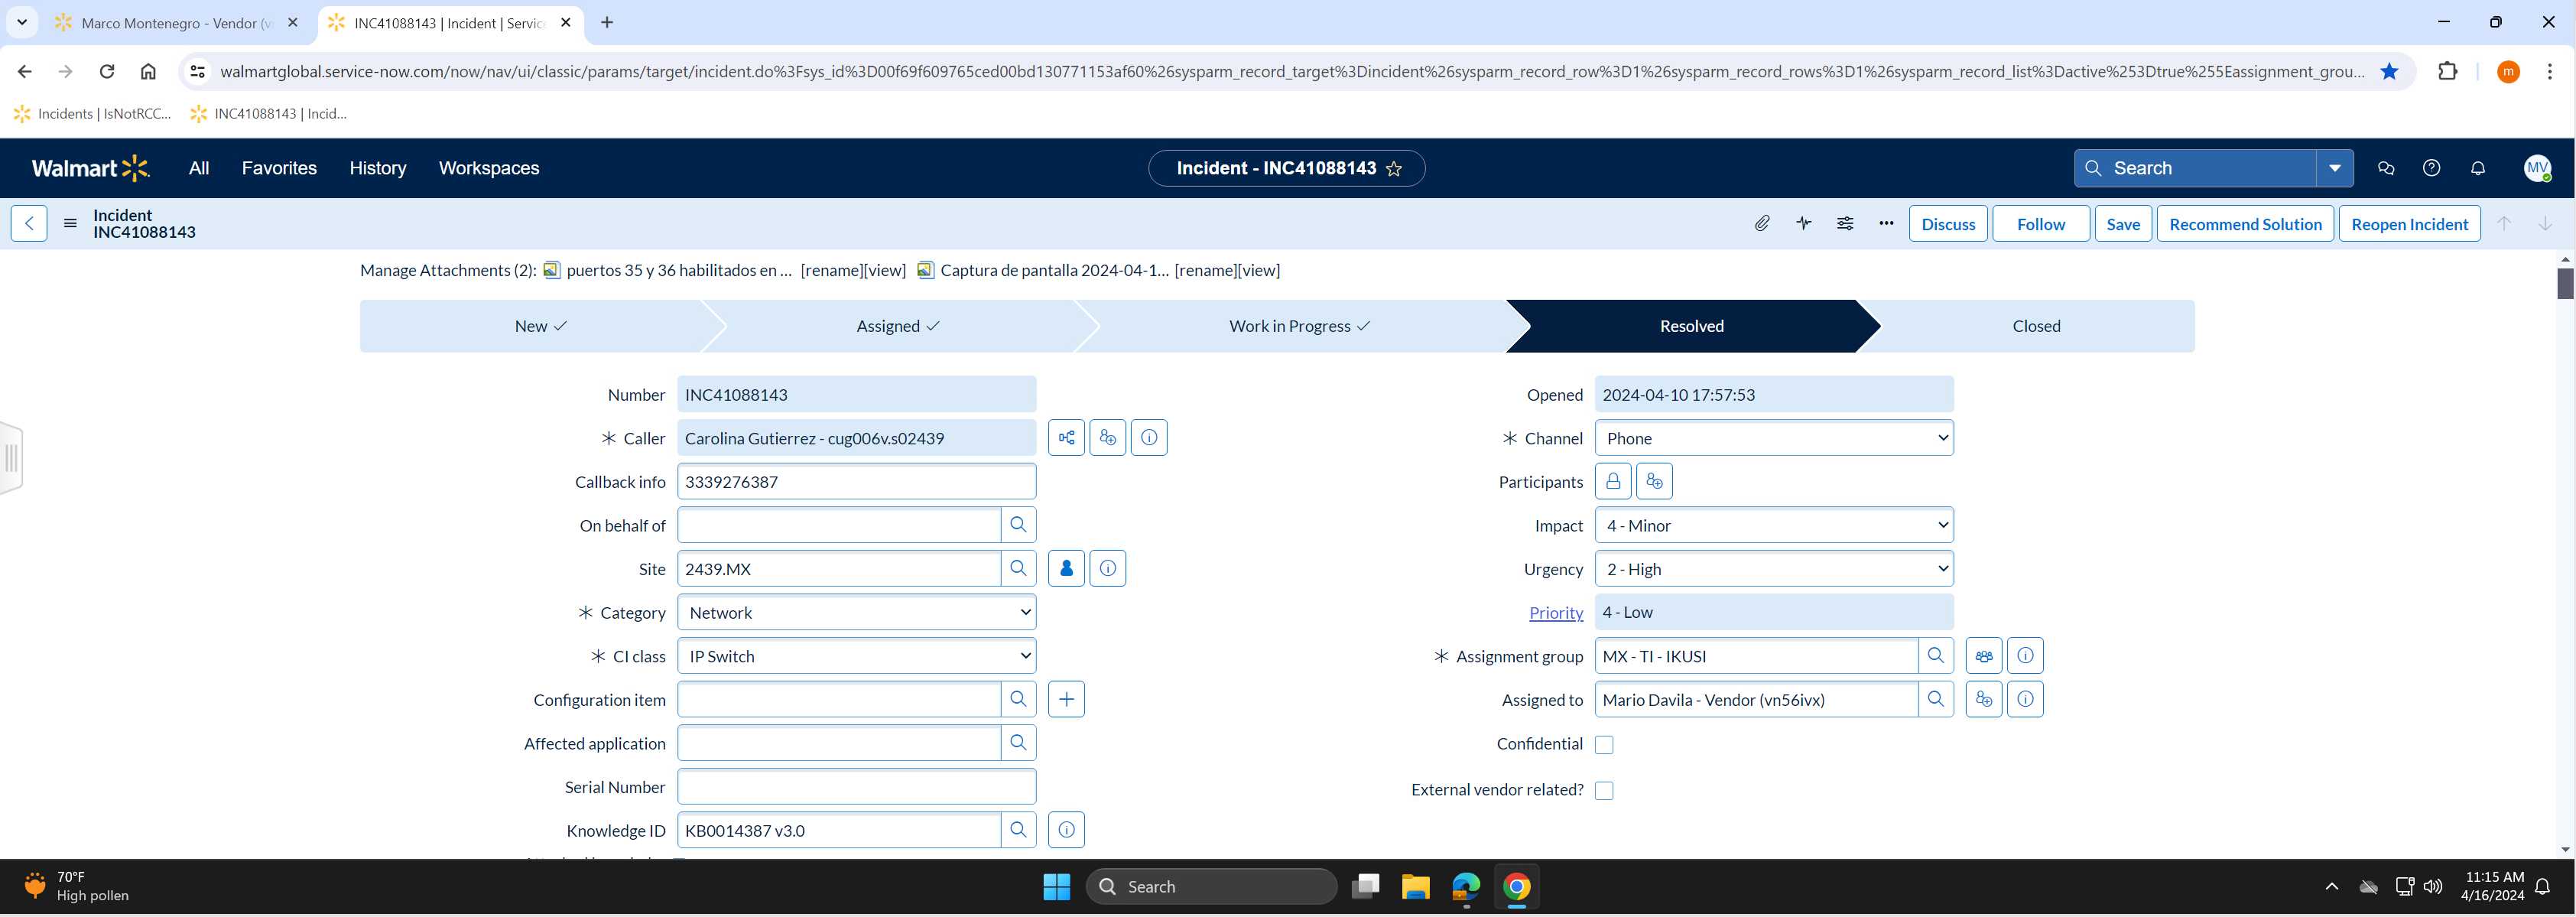 Marco Montenegro - Vendor (v
INC41088143 | Incident | Servic
walmartglobal.service-now.com/now/nav/ui/classic/params/target/incident.do%3Fsys_id%3D00f69f609765ced00bd130771153af60%26sysparm_record_target%3Dincident%26sysparm_record_row%3D1%26sysparm_record_rows%3D1%26sysparm_record_list%3Dactive%253Dtrue%255Eassignment_grou...
m
Incidents | IsNotRCC...
INC41088143 | Incid...
Walmart
All
Favorites
History
Workspaces
Incident - INC41088143
Search
MV
Incident
INC41088143
Discuss
Follow
Save
Recommend Solution
Reopen Incident
Manage Attachments (2): puertos 35 y 36 habilitados en ... [rename][view] Captura de pantalla 2024-04-1... [rename][view]
New
Assigned
Work in Progress
Resolved
Closed
Number INC41088143
Opened 2024-04-10 17:57:53
Caller Carolina Gutierrez - cug006v.s02439
Channel Phone
Callback info 3339276387
Participants
On behalf of
Impact 4 - Minor
Site 2439.MX
Urgency 2 - High
Category Network
Priority 4 - Low
CI class IP Switch
Assignment group MX - TI - IKUSI
Configuration item
Assigned to Mario Davila - Vendor (vn56ivx)
Affected application
Confidential
Serial Number
External vendor related?
Knowledge ID KB0014387 v3.0
70°F
High pollen
Search
11:15 AM
4/16/2024